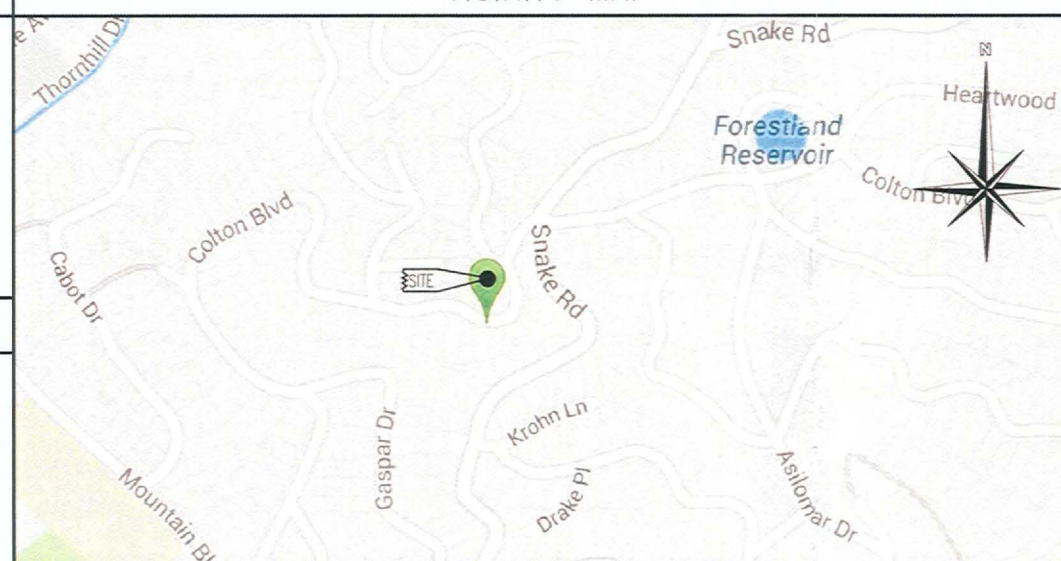 Snake Rd
N
Thornhill Dr
Heartwood
Forestland
Reservoir
Colton Blvd
Colton Blvd
Snake Rd
Cabot Dr
SITE
Gaspar Dr
Krohn Ln
Drake Pl
Asilomar Dr
Mountain Bl